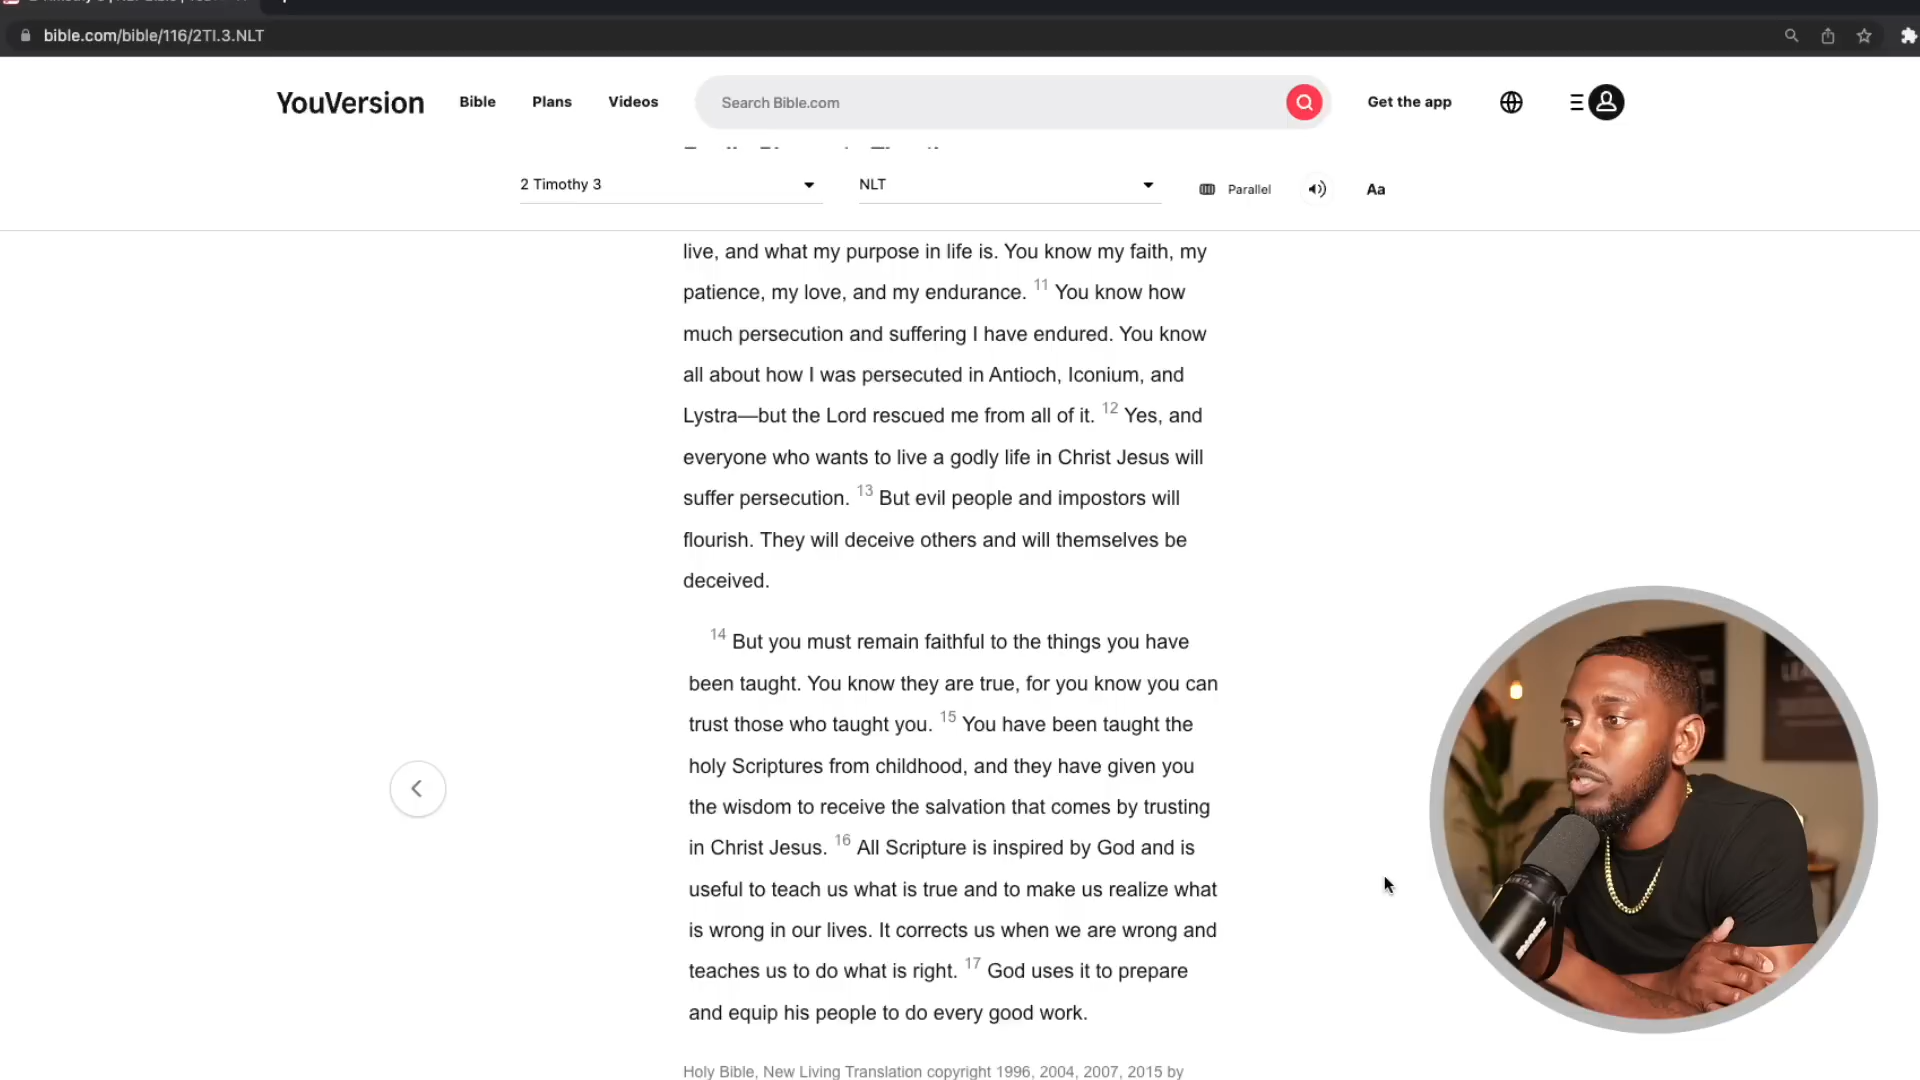 bible.com/bible/116/2TI.3.NLT
YouVersion
Bible
Plans
Videos
Search Bible.com
Get the app
2 Timothy 3
NLT
Parallel
Aa
live, and what my purpose in life is. You know my faith, my
patience, my love, and my endurance. 11 You know how
much persecution and suffering I have endured. You know
all about how I was persecuted in Antioch, Iconium, and
Lystra—but the Lord rescued me from all of it. 12 Yes, and
everyone who wants to live a godly life in Christ Jesus will
suffer persecution. 13 But evil people and impostors will
flourish. They will deceive others and will themselves be
deceived.
14 But you must remain faithful to the things you have
been taught. You know they are true, for you know you can
trust those who taught you. 15 You have been taught the
holy Scriptures from childhood, and they have given you
the wisdom to receive the salvation that comes by trusting
in Christ Jesus. 16 All Scripture is inspired by God and is
useful to teach us what is true and to make us realize what
is wrong in our lives. It corrects us when we are wrong and
teaches us to do what is right. 17 God uses it to prepare
and equip his people to do every good work.
Holy Bible, New Living Translation copyright 1996, 2004, 2007, 2015 by